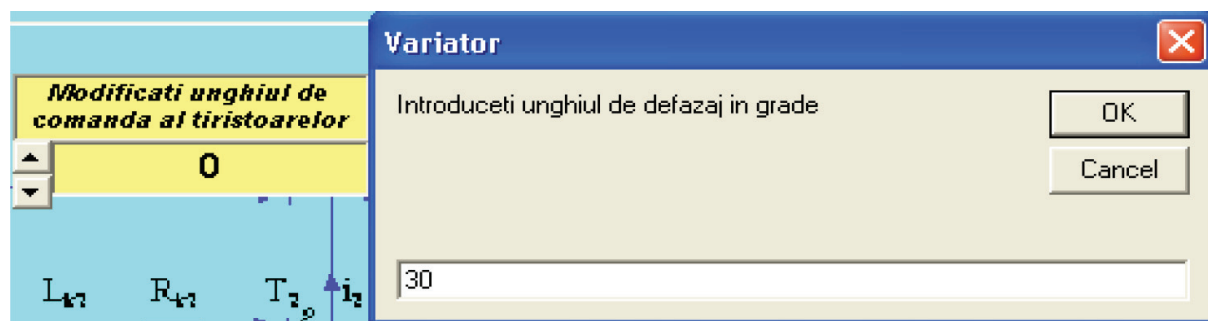 Variator
Modificati unghiul de
comanda al tiristoarelor
0
Introduceti unghiul de defazaj in grade
OK
Cancel
30
L R T i